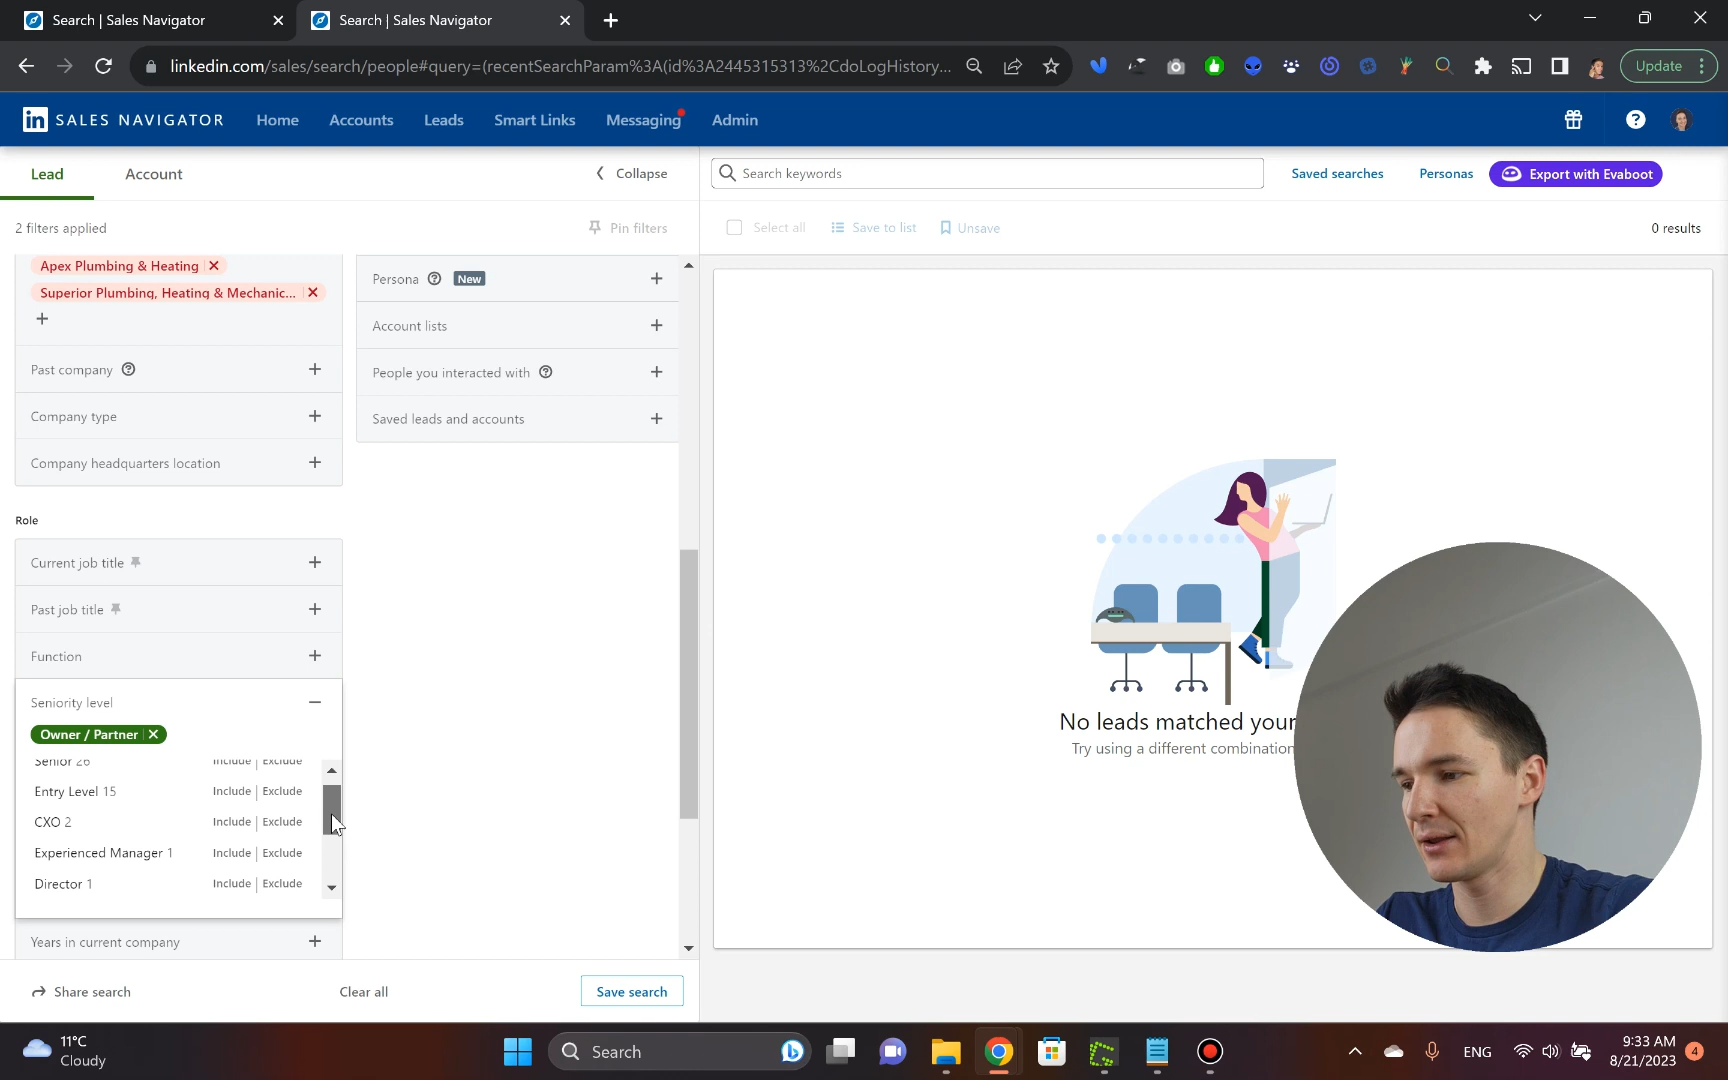 Search | Sales Navigator
Search | Sales Navigator
linkedin.com/sales/search/people#query=(recentSearchParam%3A(id%3A2445315313%2CdoLogHistory...
Update
in SALES NAVIGATOR
Home
Accounts
Leads
Smart Links
Messaging
Admin
Lead
Account
Collapse
Search keywords
Saved searches
Personas
Export with Evaboot
2 filters applied
Pin filters
Select all
Save to list
Unsave
0 results
Apex Plumbing & Heating
Superior Plumbing, Heating & Mechanic...
Past company
Company type
Company headquarters location
Persona New
Account lists
People you interacted with
Saved leads and accounts
Role
Current job title
Past job title
Function
Seniority level
Owner / Partner
Senior 26 Include | Exclude
Entry Level 15 Include | Exclude
CXO 2 Include | Exclude
Experienced Manager 1 Include | Exclude
Director 1 Include | Exclude
Years in current company
No leads matched your
Try using a different combination
Share search
Clear all
Save search
11°C
Cloudy
Search
ENG
9:33 AM
8/21/2023
4